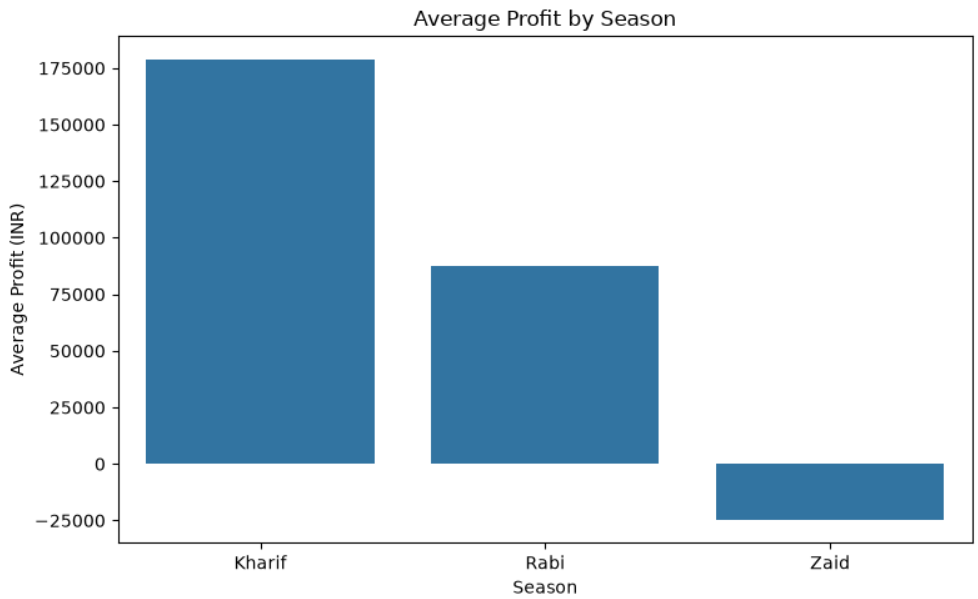 Average Profit by Season
Average Profit (INR)
175000
150000
125000
100000
75000
50000
25000
0
−25000
Kharif
Rabi
Zaid
Season